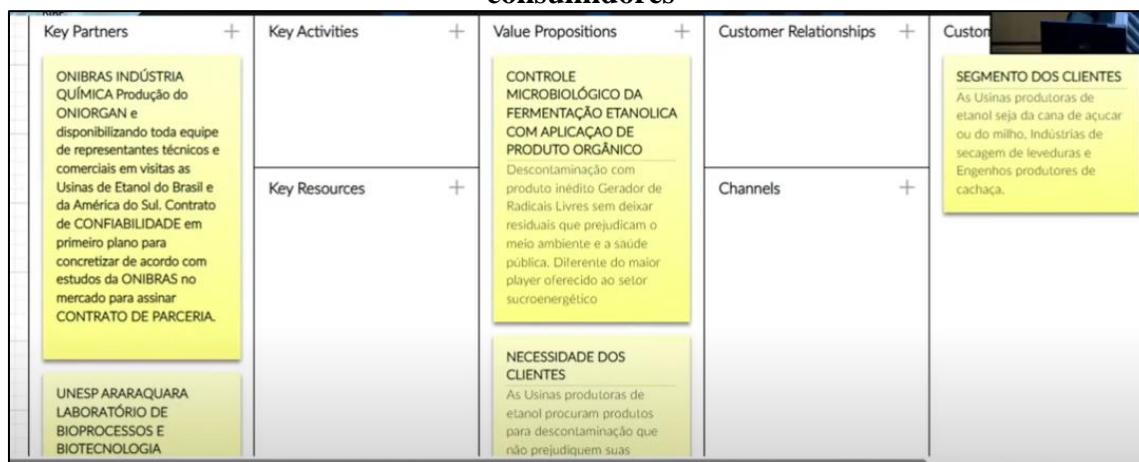 consumidores
Key Partners +
Key Activities +
Value Propositions +
Customer Relationships +
Custom
ONIBRAS INDÚSTRIA
QUÍMICA Produção do
ONIORGAN e
disponibilizando toda equipe
de representantes técnicos e
comerciais em visitas as
Usinas de Etanol do Brasil e
da América do Sul. Contrato
de CONFIABILIDADE em
primeiro plano para
concretizar de acordo com
estudos da ONIBRAS no
mercado para assinar
CONTRATO DE PARCERIA.
UNESP ARARAQUARA
LABORATÓRIO DE
BIOPROCESSOS E
BIOTECNOLOGIA
Key Resources +
CONTROLE
MICROBIOLÓGICO DA
FERMENTAÇÃO ETANOLICA
COM APLICAÇAO DE
PRODUTO ORGÂNICO
Descontaminação com
produto inédito Gerador de
Radicais Livres sem deixar
residuais que prejudicam o
meio ambiente e a saúde
pública. Diferente do maior
player oferecido ao setor
sucroenergético
NECESSIDADE DOS
CLIENTES
As Usinas produtoras de
etanol procuram produtos
para descontaminação que
não prejudiquem suas
Channels +
SEGMENTO DOS CLIENTES
As Usinas produtoras de
etanol seja da cana de açucar
ou do milho, Indústrias de
secagem de leveduras e
Engenhos produtores de
cachaça.